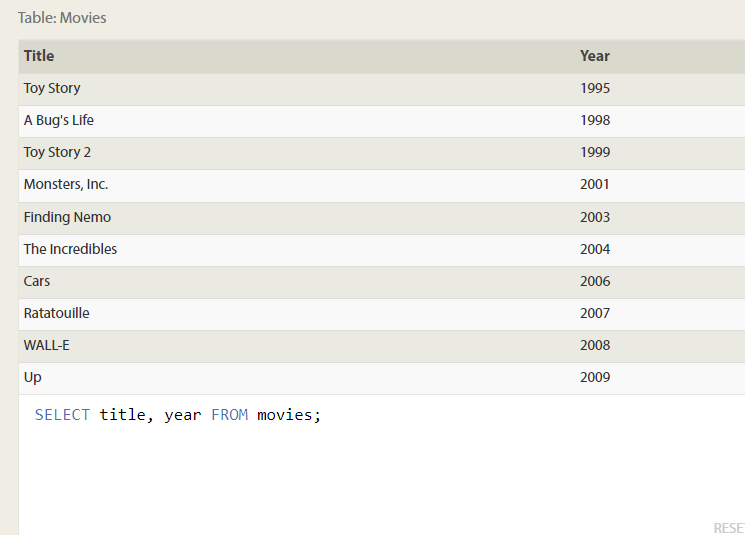 Table: Movies
Title Year
Toy Story 1995
A Bug's Life 1998
Toy Story 2 1999
Monsters, Inc. 2001
Finding Nemo 2003
The Incredibles 2004
Cars 2006
Ratatouille 2007
WALL-E 2008
Up 2009
SELECT title, year FROM movies;
RESE